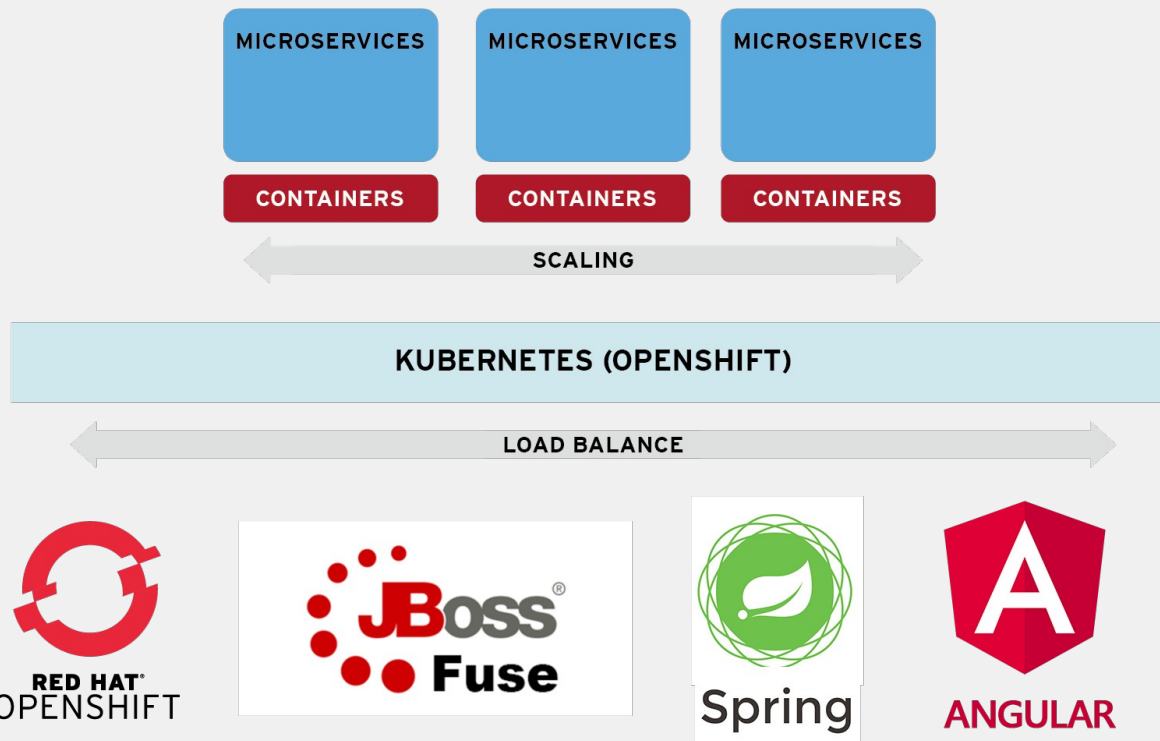 MICROSERVICES MICROSERVICES MICROSERVICES
CONTAINERS CONTAINERS CONTAINERS
SCALING
KUBERNETES (OPENSHIFT)
LOAD BALANCE
RED HAT®
OPENSHIFT
JBoss®
Fuse
Spring
A
ANGULAR